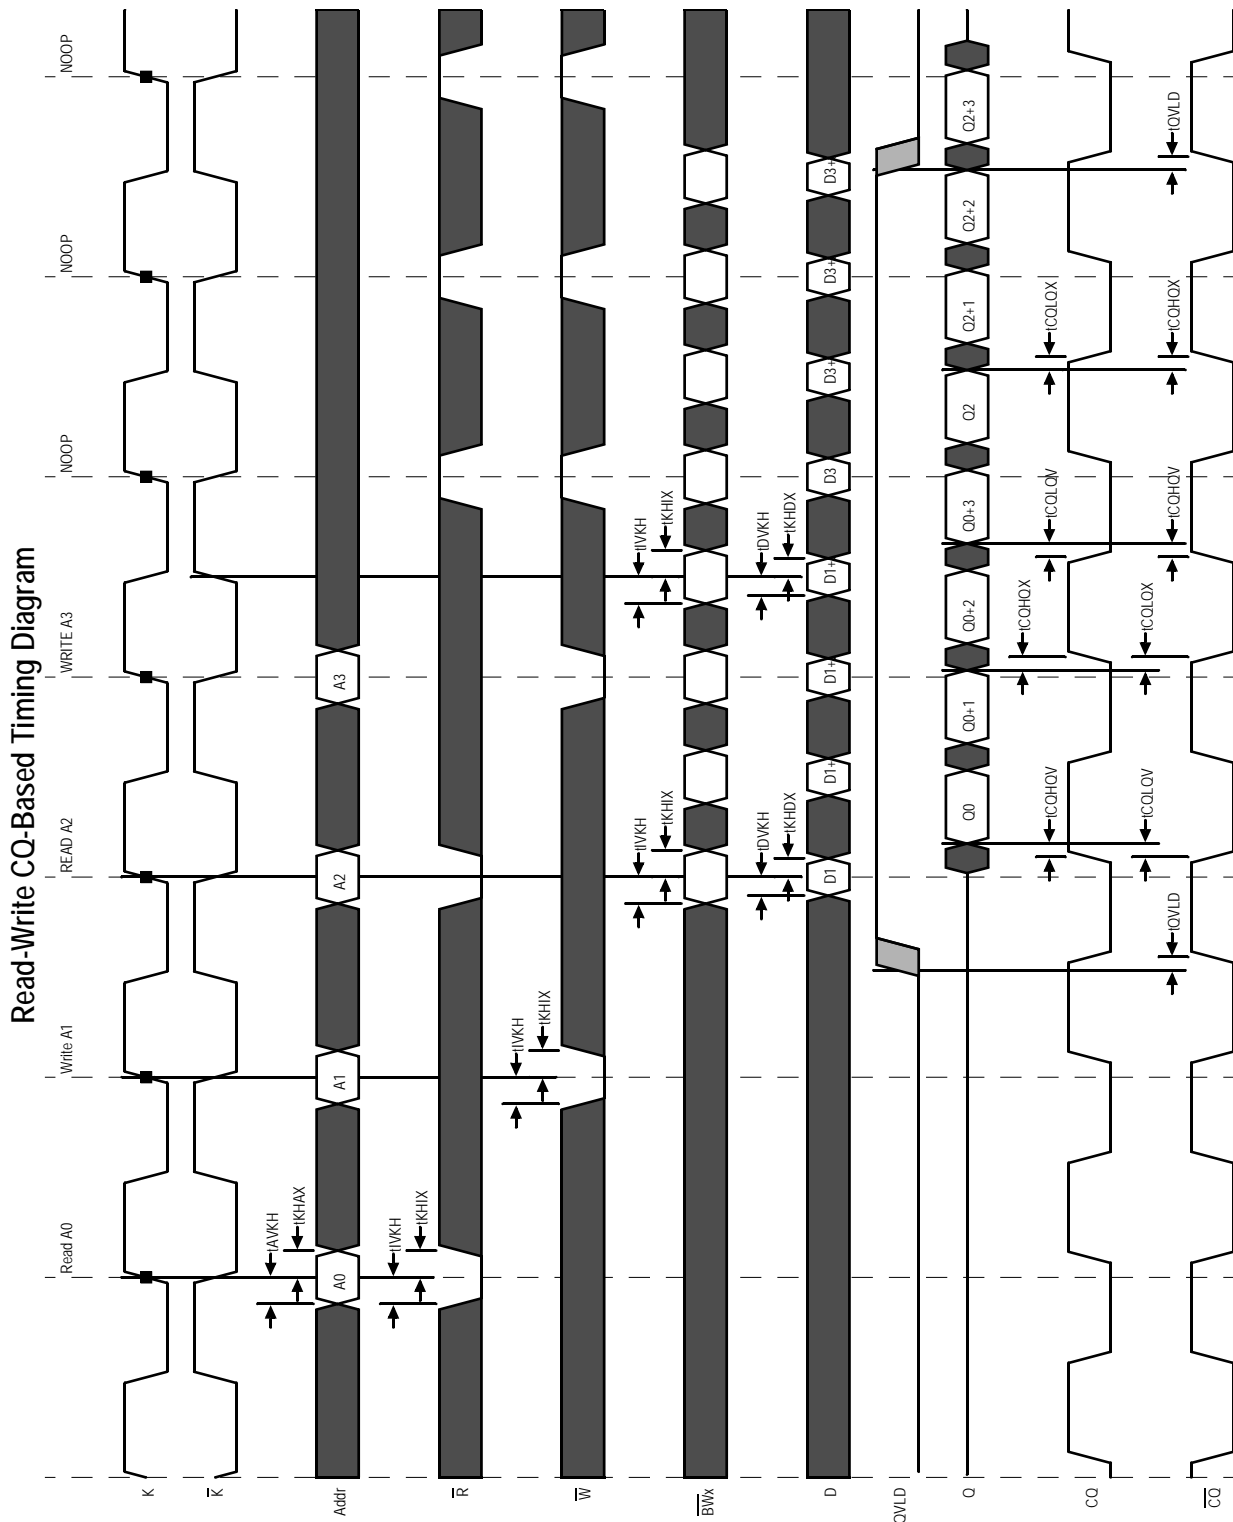 Read-Write CQ-Based Timing Diagram
Read A0
Write A1
READ A2
WRITE A3
NOOP
NOOP
NOOP
K
K
Addr
A0
A1
A2
A3
tAVKH
tKHAX
R
tIVKH
tKHIX
W
tIVKH
tKHIX
BWx
tIVKH
tKHIX
tIVKH
tKHIX
D
D1
D1+
D1+
D1+
D3
D3+
D3+
D3+
tDVKH
tKHDX
tDVKH
tKHDX
QVLD
Q
Q0
Q0+1
Q0+2
Q0+3
Q2
Q2+1
Q2+2
Q2+3
CQ
tCQHQV
tCQHQX
tCQLQV
tCQLQX
CQ
tQVLD
tCQLQV
tCQLQX
tCQHQV
tCQHQX
tQVLD